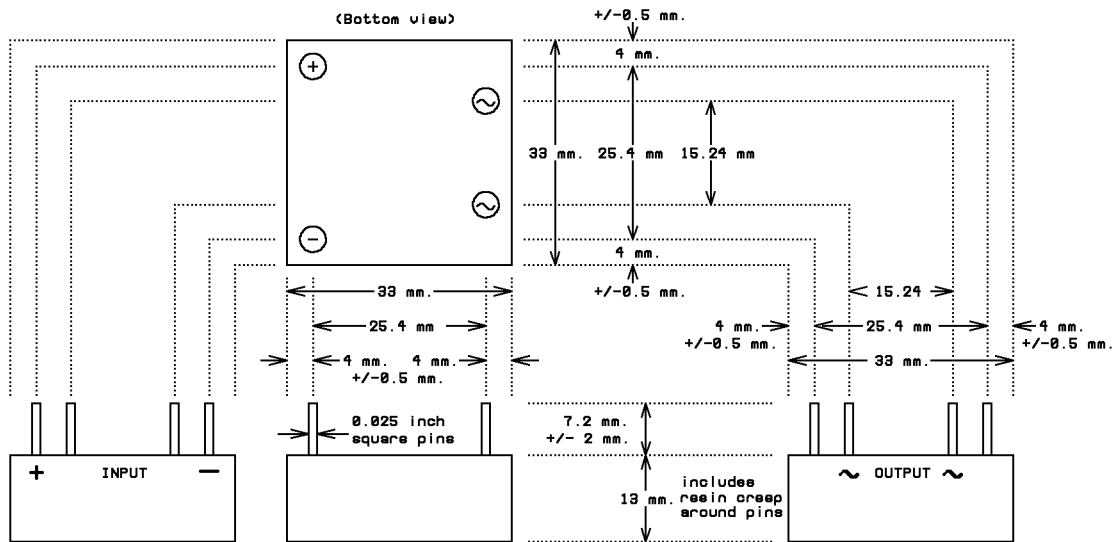 (Bottom view)
+/-0.5 mm.
4 mm.
+
~
33 mm.
25.4 mm
15.24 mm
~
−
4 mm.
+/-0.5 mm.
33 mm.
15.24
25.4 mm
4 mm.
+/-0.5 mm.
25.4 mm
4 mm.
+/-0.5 mm.
4 mm.
4 mm.
+/-0.5 mm.
33 mm.
0.025 inch
square pins
7.2 mm.
+/- 2 mm.
+ INPUT −
13 mm.
includes
resin creep
around pins
~ OUTPUT ~